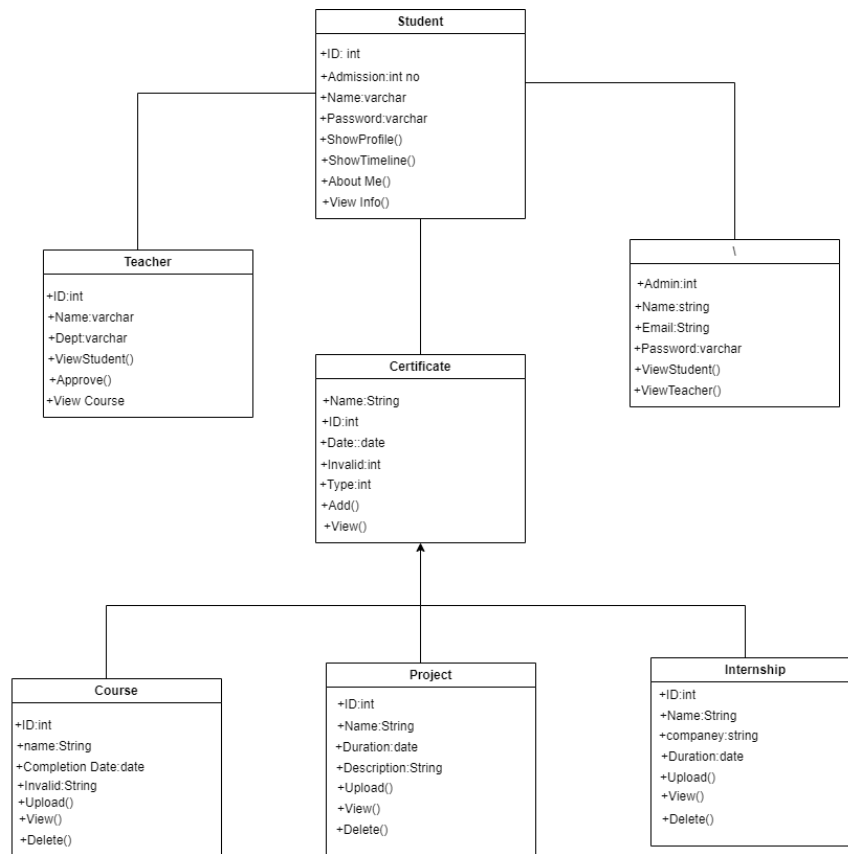 Student
+ID: int
+Admission:int no
+Name:varchar
+Password:varchar
+ShowProfile()
+ShowTimeline()
+About Me()
+View Info()
Teacher
+ID:int
+Name:varchar
+Dept:varchar
+ViewStudent()
+Approve()
+View Course
\
+Admin:int
+Name:string
+Email:String
+Password:varchar
+ViewStudent()
+ViewTeacher()
Certificate
+Name:String
+ID:int
+Date::date
+Invalid:int
+Type:int
+Add()
+View()
Course
+ID:int
+name:String
+Completion Date:date
+Invalid:String
+Upload()
+View()
+Delete()
Project
+ID:int
+Name:String
+Duration:date
+Description:String
+Upload()
+View()
+Delete()
Internship
+ID:int
+Name:String
+companey:string
+Duration:date
+Upload()
+View()
+Delete()